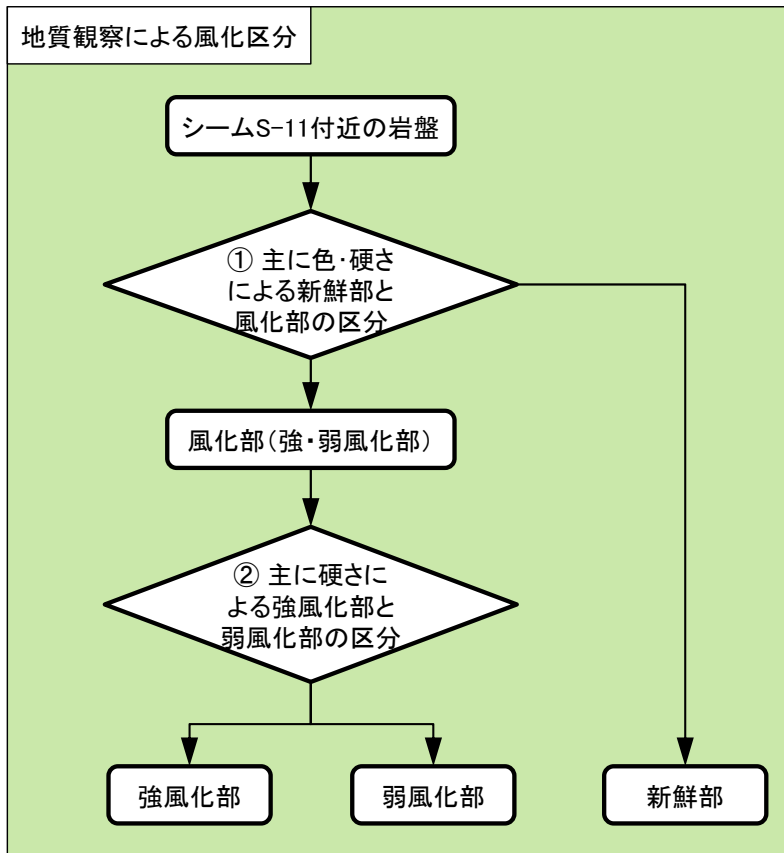 地質観察による風化区分
シームS-11付近の岩盤
① 主に色・硬さ
による新鮮部と
風化部の区分
風化部(強・弱風化部)
② 主に硬さに
よる強風化部と
弱風化部の区分
強風化部
弱風化部
新鮮部